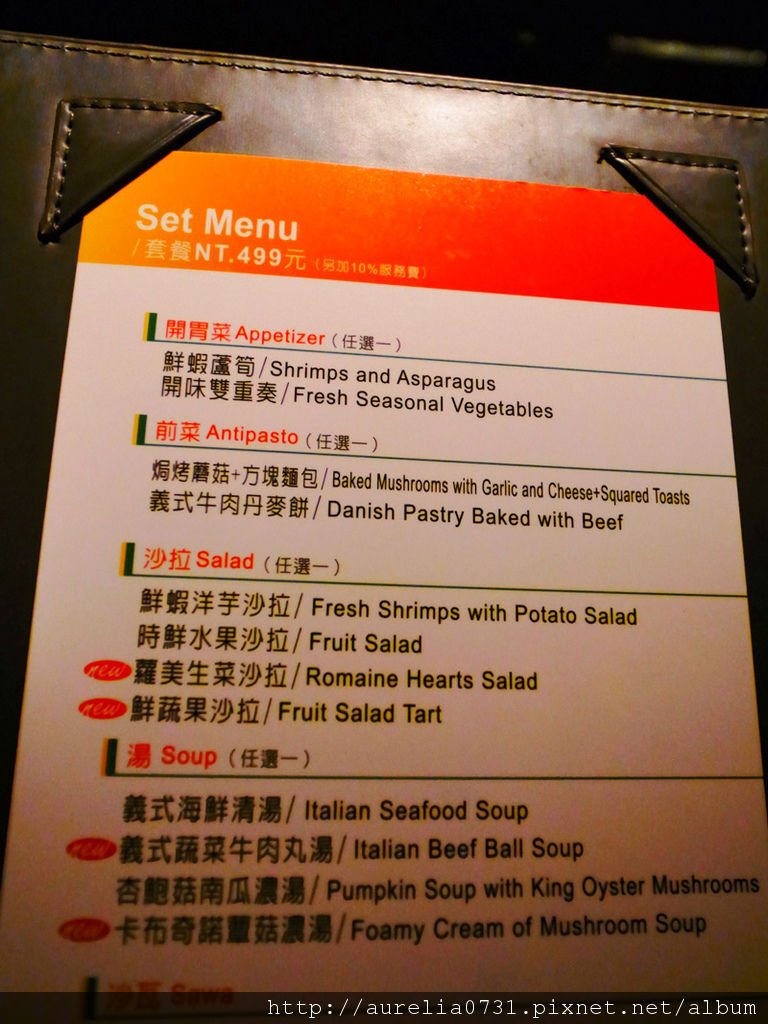 Set Menu
/套餐NT.499元（另加10%服務費）
開胃菜 Appetizer（任選一）
鮮蝦蘆筍/Shrimps and Asparagus
開味雙重奏/Fresh Seasonal Vegetables
前菜 Antipasto（任選一）
焗烤蘑菇+方塊麵包/Baked Mushrooms with Garlic and Cheese+Squared Toasts
義式牛肉丹麥餅/Danish Pastry Baked with Beef
沙拉 Salad（任選一）
鮮蝦洋芋沙拉/Fresh Shrimps with Potato Salad
時鮮水果沙拉/Fruit Salad
new 蘿美生菜沙拉/Romaine Hearts Salad
new 鮮蔬果沙拉/Fruit Salad Tart
湯 Soup（任選一）
義式海鮮清湯/Italian Seafood Soup
new 義式蔬菜牛肉丸湯/Italian Beef Ball Soup
杏鮑菇南瓜濃湯/Pumpkin Soup with King Oyster Mushrooms
new 卡布奇諾蕈菇濃湯/Foamy Cream of Mushroom Soup
沙瓦 Sawa
http://aurelia0731.pixnet.net/album